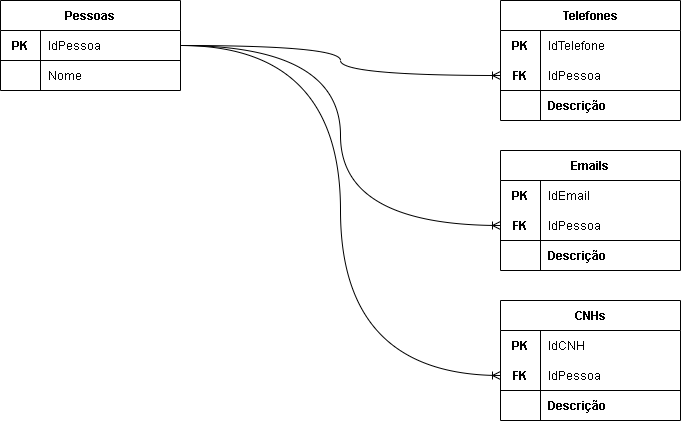 Pessoas
PK IdPessoa
Nome
Telefones
PK IdTelefone
FK IdPessoa
Descrição
Emails
PK IdEmail
FK IdPessoa
Descrição
CNHs
PK IdCNH
FK IdPessoa
Descrição